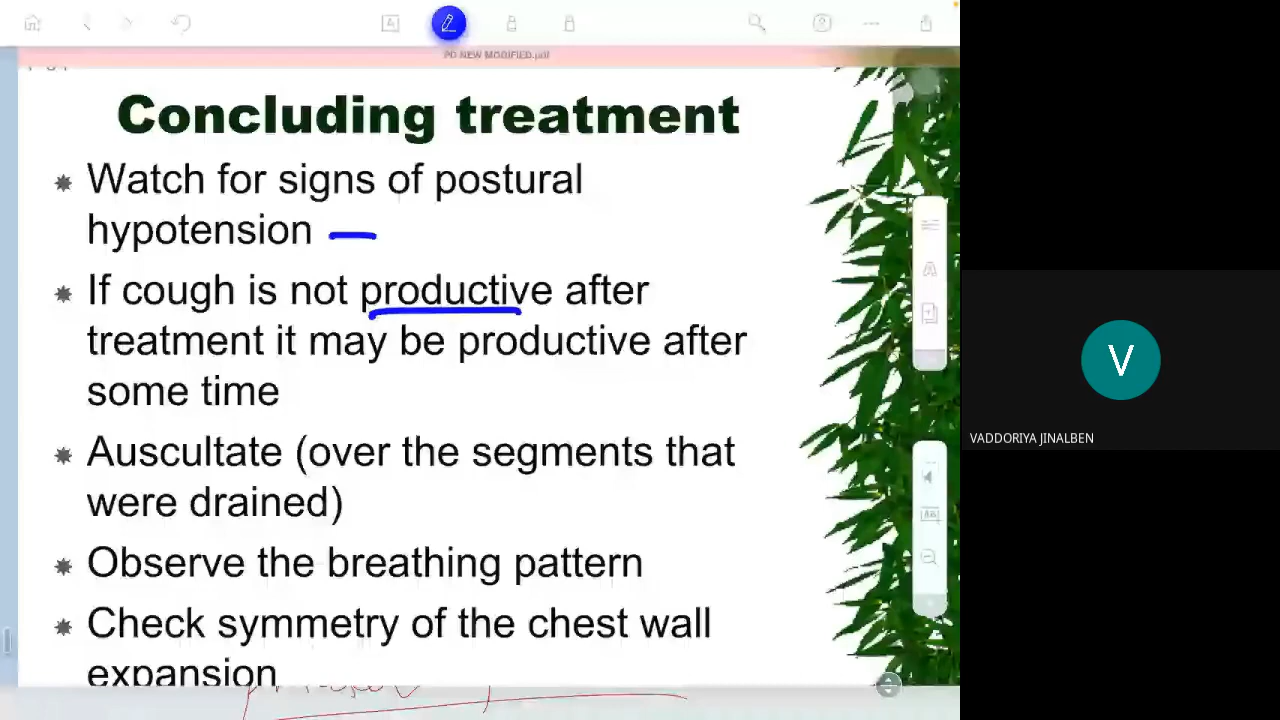 PD NEW MODIFIED.pdf
Concluding treatment
Watch for signs of postural
hypotension
If cough is not productive after
treatment it may be productive after
some time
Auscultate (over the segments that
were drained)
Observe the breathing pattern
Check symmetry of the chest wall
expansion
V
VADDORIYA JINALBEN